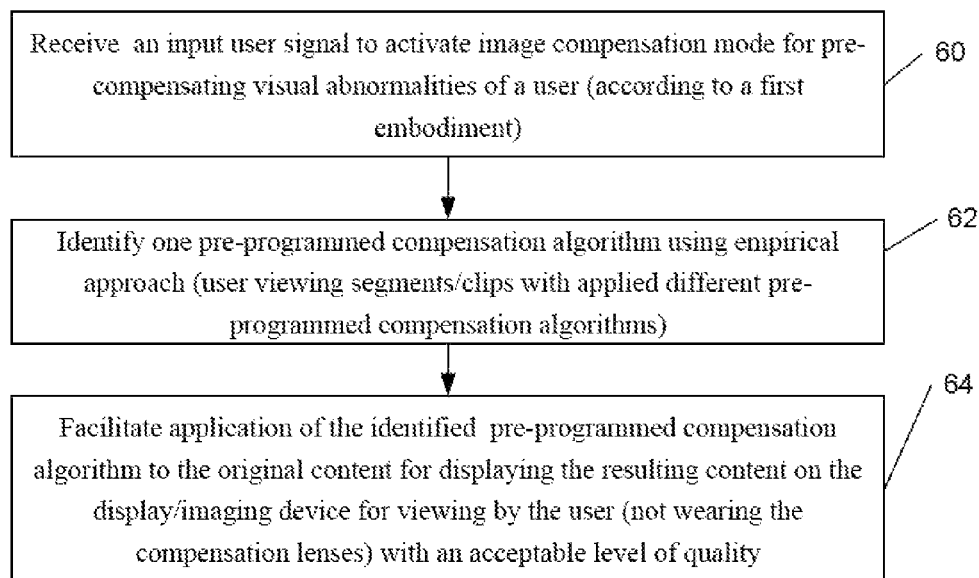 Receive an input user signal to activate image compensation mode for pre-
compensating visual abnormalities of a user (according to a first
embodiment)
60
Identify one pre-programmed compensation algorithm using empirical
approach (user viewing segments/clips with applied different pre-
programmed compensation algorithms)
62
Facilitate application of the identified pre-programmed compensation
algorithm to the original content for displaying the resulting content on the
display/imaging device for viewing by the user (not wearing the
compensation lenses) with an acceptable level of quality
64